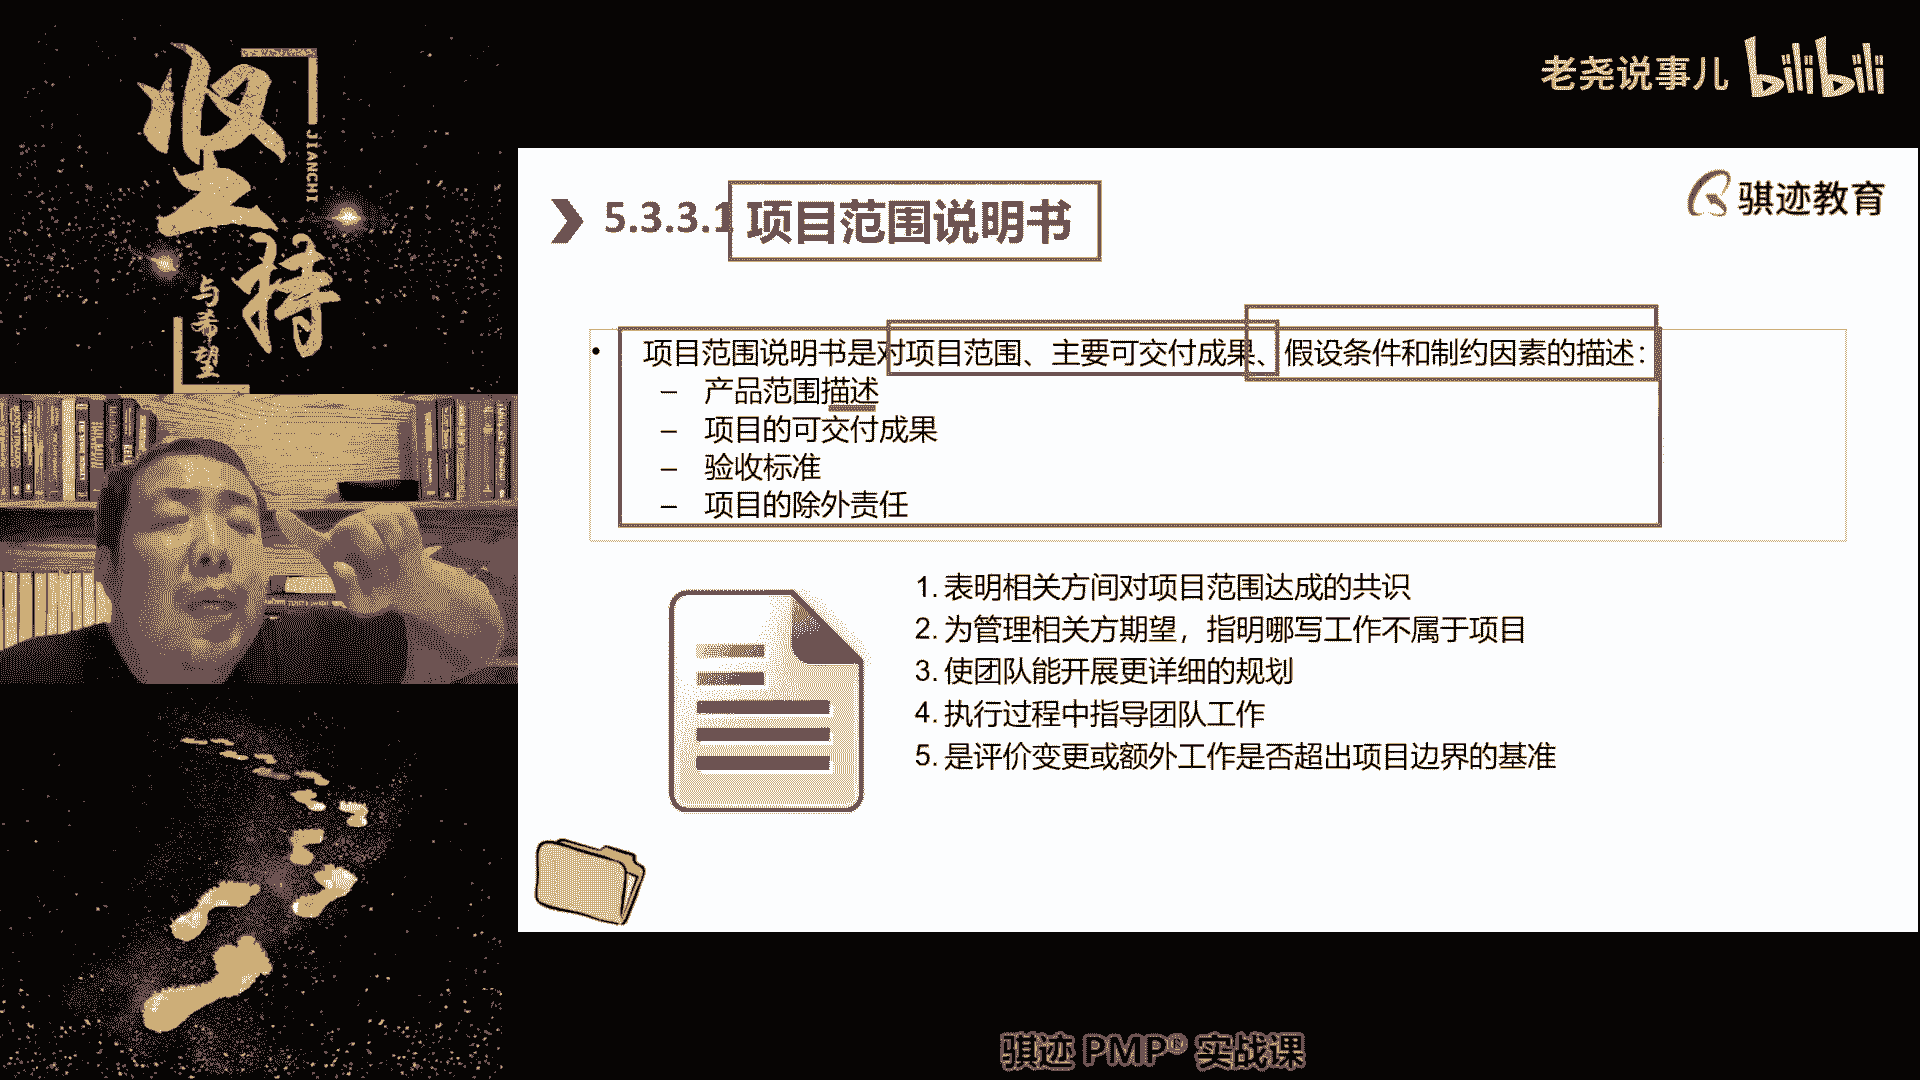 坚持
JIANCHI
与希望
老尧说事儿 bilibili
骐迹教育
5.3.3.1 项目范围说明书
• 项目范围说明书是对项目范围、主要可交付成果、假设条件和制约因素的描述：
– 产品范围描述
– 项目的可交付成果
– 验收标准
– 项目的除外责任
1. 表明相关方间对项目范围达成的共识
2. 为管理相关方期望，指明哪写工作不属于项目
3. 使团队能开展更详细的规划
4. 执行过程中指导团队工作
5. 是评价变更或额外工作是否超出项目边界的基准
骐迹 PMP® 实战课